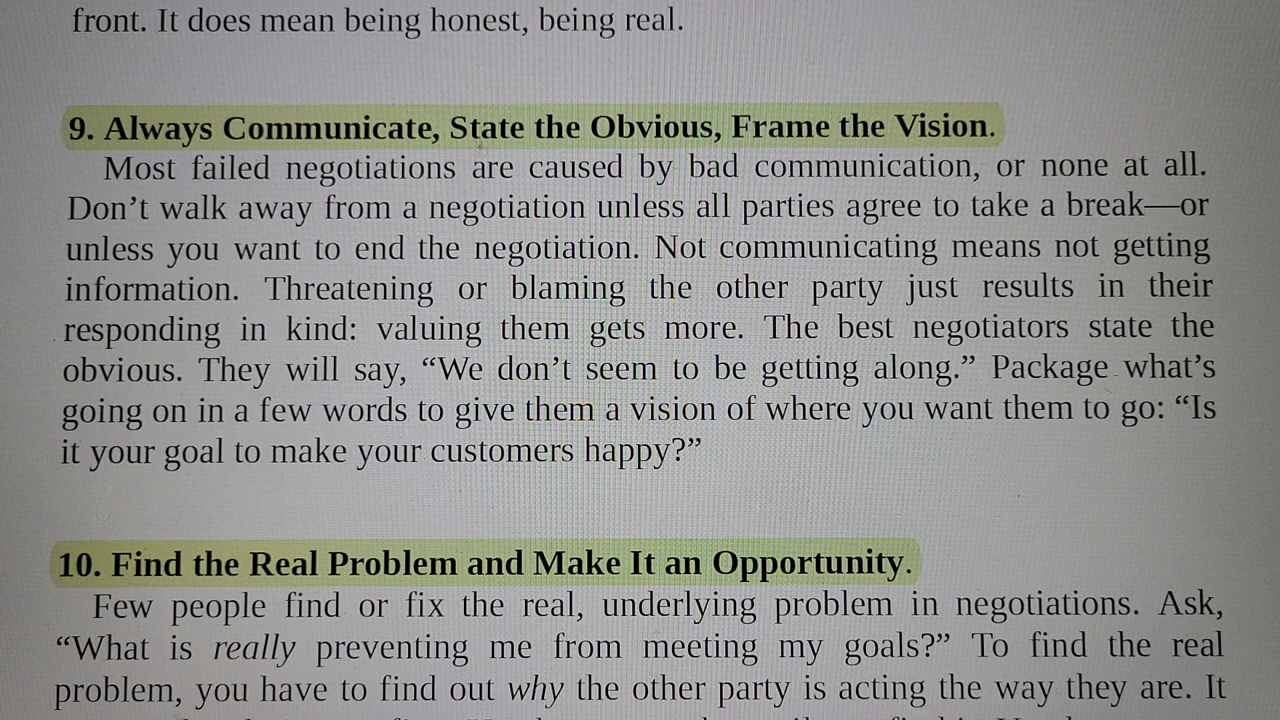 front. It does mean being honest, being real.
9. Always Communicate, State the Obvious, Frame the Vision.
Most failed negotiations are caused by bad communication, or none at all.
Don’t walk away from a negotiation unless all parties agree to take a break—or
unless you want to end the negotiation. Not communicating means not getting
information. Threatening or blaming the other party just results in their
responding in kind: valuing them gets more. The best negotiators state the
obvious. They will say, “We don’t seem to be getting along.” Package what’s
going on in a few words to give them a vision of where you want them to go: “Is
it your goal to make your customers happy?”
10. Find the Real Problem and Make It an Opportunity.
Few people find or fix the real, underlying problem in negotiations. Ask,
“What is really preventing me from meeting my goals?” To find the real
problem, you have to find out why the other party is acting the way they are. It